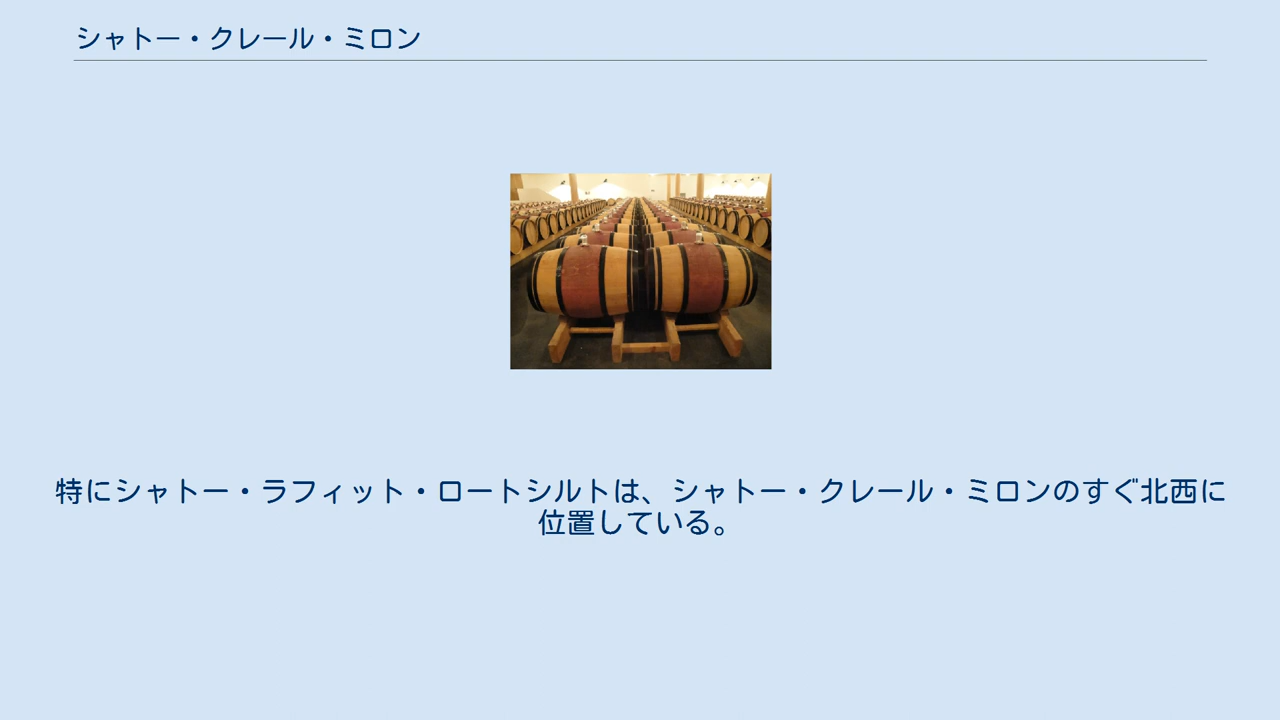 シャトー・クレール・ミロン
特にシャトー・ラフィット・ロートシルトは、シャトー・クレール・ミロンのすぐ北西に
位置している。